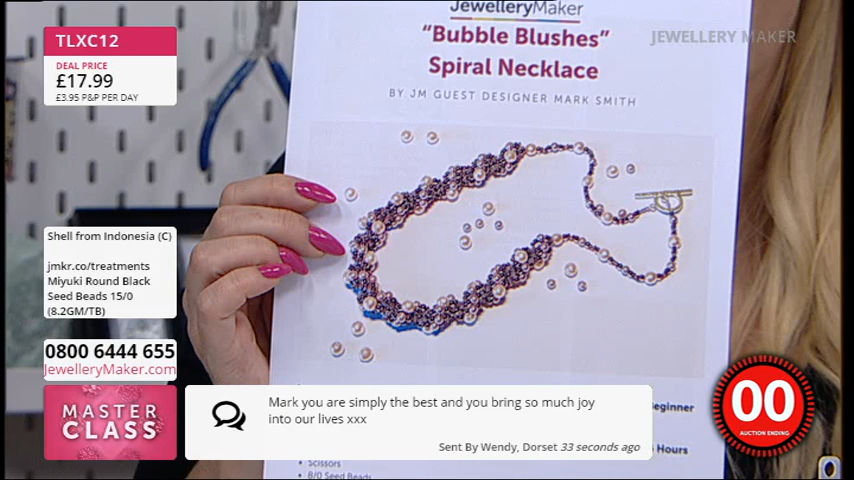 TLXC12
DEAL PRICE
£17.99
£3.95 P&P PER DAY
JewelleryMaker
"Bubble Blushes"
Spiral Necklace
BY JM GUEST DESIGNER MARK SMITH
JEWELLERY MAKER
Shell from Indonesia (C)
jmkr.co/treatments
Miyuki Round Black
Seed Beads 15/0
(8.2GM/TB)
0800 6444 655
JewelleryMaker.com
MASTER
CLASS
Mark you are simply the best and you bring so much joy
into our lives xxx
Sent By Wendy, Dorset 33 seconds ago
Beginner
Hours
• Scissors
• 8/0 Seed Beads
00
AUCTION ENDING